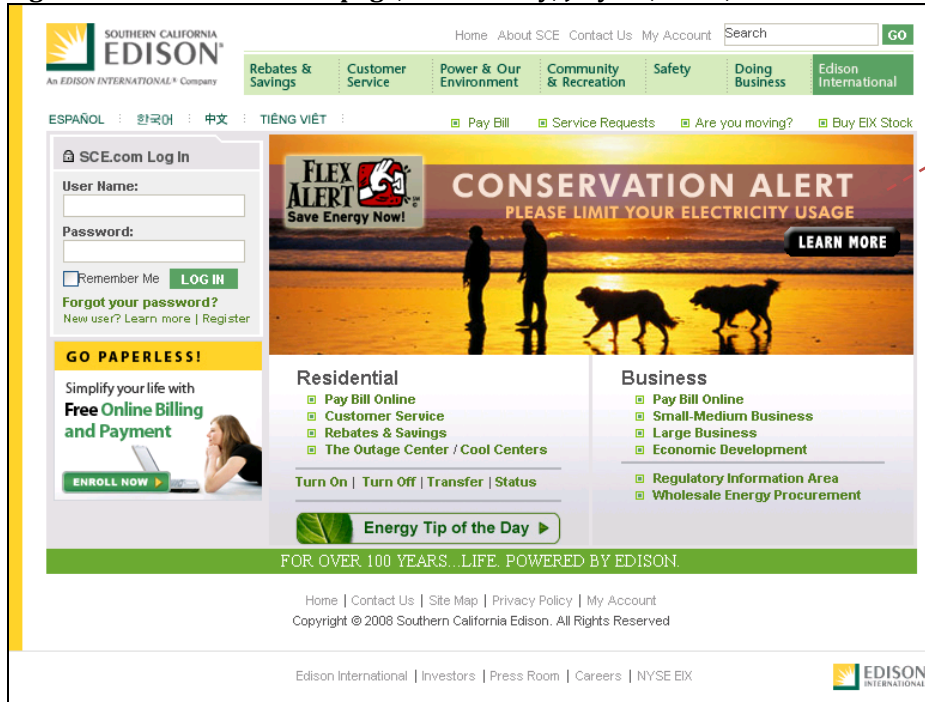 SOUTHERN CALIFORNIA
EDISON®
An EDISON INTERNATIONAL® Company
Home About SCE Contact Us My Account Search GO
Rebates & Savings Customer Service Power & Our Environment Community & Recreation Safety Doing Business Edison International
ESPAÑOL 한국어 中文 TIẾNG VIỆT
Pay Bill Service Requests Are you moving? Buy EIX Stock
SCE.com Log In
User Name:
Password:
Remember Me LOG IN
Forgot your password?
New user? Learn more | Register
FLEX
ALERT
Save Energy Now!
CONSERVATION ALERT
PLEASE LIMIT YOUR ELECTRICITY USAGE
LEARN MORE
GO PAPERLESS!
Simplify your life with
Free Online Billing
and Payment
ENROLL NOW
Residential
Pay Bill Online
Customer Service
Rebates & Savings
The Outage Center / Cool Centers
Turn On | Turn Off | Transfer | Status
Energy Tip of the Day
Business
Pay Bill Online
Small-Medium Business
Large Business
Economic Development
Regulatory Information Area
Wholesale Energy Procurement
FOR OVER 100 YEARS...LIFE. POWERED BY EDISON.
Home | Contact Us | Site Map | Privacy Policy | My Account
Copyright © 2008 Southern California Edison. All Rights Reserved
Edison International | Investors | Press Room | Careers | NYSE EIX
EDISON
INTERNATIONAL